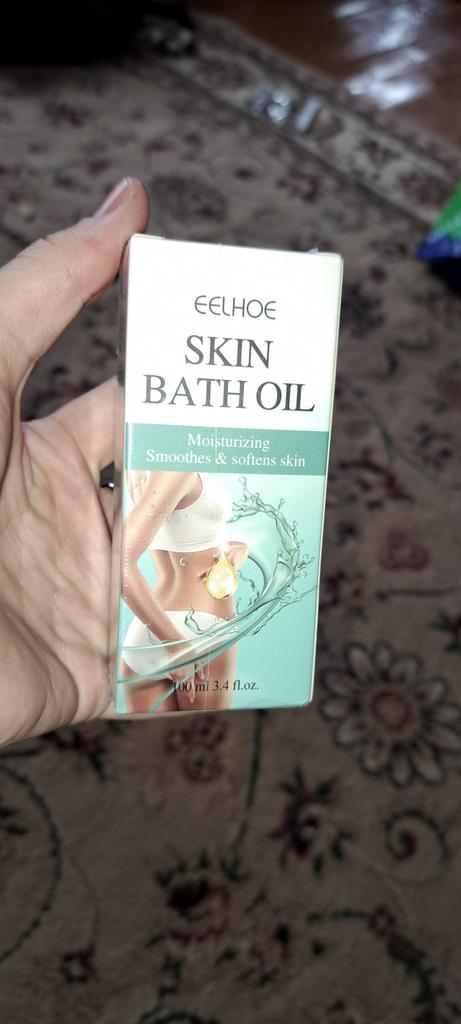 EELHOE
SKIN
BATH OIL
Moisturizing
Smoothes & softens skin
100 ml 3.4 fl.oz.